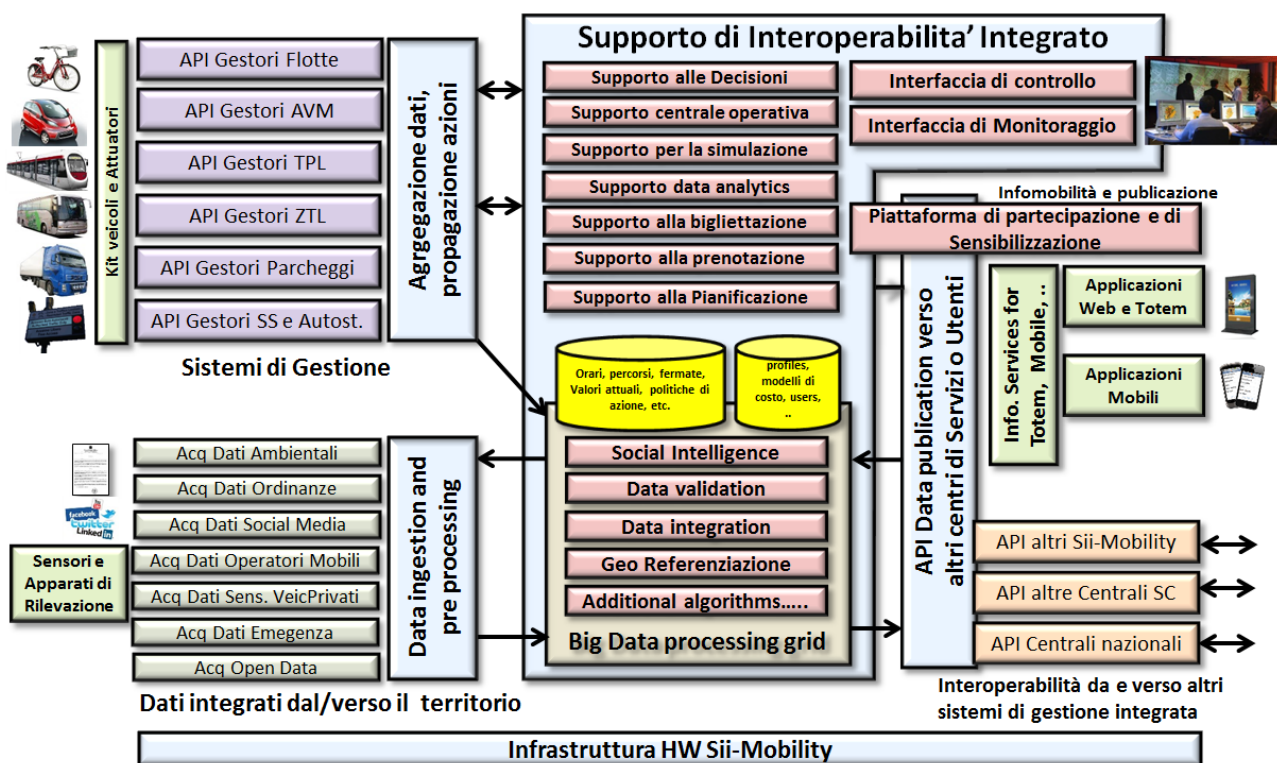 Supporto di Interoperabilita' Integrato
Kit veicoli e Attuatori
API Gestori Flotte
API Gestori AVM
API Gestori TPL
API Gestori ZTL
API Gestori Parcheggi
API Gestori SS e Autost.
Sistemi di Gestione
Agrregazione dati,
propagazione azioni
Supporto alle Decisioni
Supporto centrale operativa
Supporto per la simulazione
Supporto data analytics
Supporto alla bigliettazione
Supporto alla prenotazione
Supporto alla Pianificazione
Interfaccia di controllo
Interfaccia di Monitoraggio
Infomobilità e publicazione
Piattaforma di partecipazione e di
Sensibilizzazione
API Data publication verso
altri centri di Servizi o Utenti
Info. Services for
Totem, Mobile, ..
Applicazioni
Web e Totem
Applicazioni
Mobili
Orari, percorsi, fermate,
Valori attuali, politiche di
azione, etc.
profiles,
modelli di
costo, users,
..
Social Intelligence
Data validation
Data integration
Geo Referenziazione
Additional algorithms.....
Big Data processing grid
facebook
twitter
Linked in
Sensori e
Apparati di
Rilevazione
Acq Dati Ambientali
Acq Dati Ordinanze
Acq Dati Social Media
Acq Dati Operatori Mobili
Acq Dati Sens. VeicPrivati
Acq Dati Emegenza
Acq Open Data
Data ingestion and
pre processing
Dati integrati dal/verso il territorio
API altri Sii-Mobility
API altre Centrali SC
API Centrali nazionali
Interoperabilità da e verso altri
sistemi di gestione integrata
Infrastruttura HW Sii-Mobility